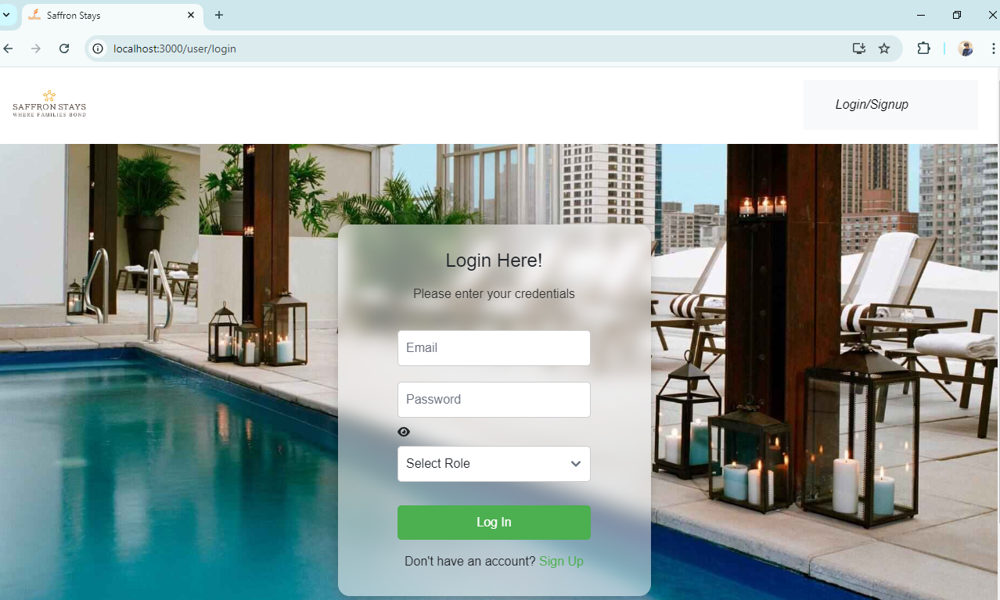 Saffron Stays
localhost:3000/user/login
SAFFRON STAYS
WHERE FAMILIES BOND
Login/Signup
Login Here!
Please enter your credentials
Email
Password
Select Role
Log In
Don't have an account? Sign Up